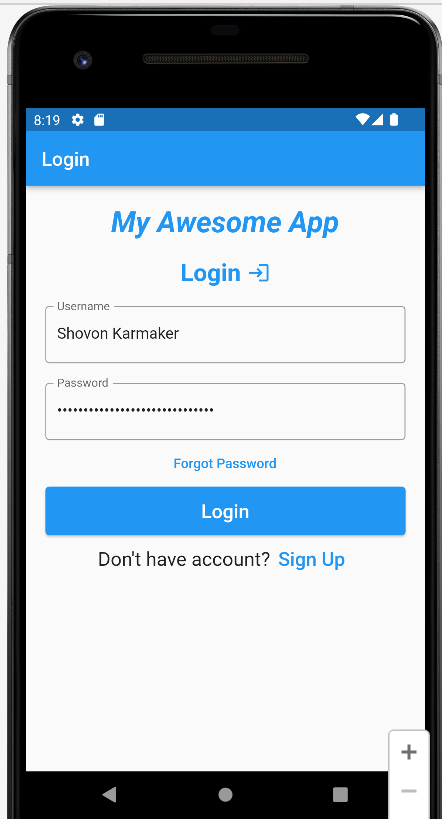 8:19
Login
My Awesome App
Login
Username
Shovon Karmaker
Password
••••••••••••••••••••••••••••••
Forgot Password
Login
Don't have account? Sign Up